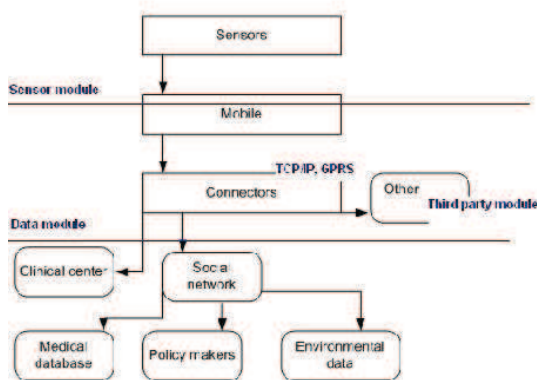 Sensors
Sensor module
Mobile
TCP/IP, GPRS
Connectors
Other
Third party module
Data module
Clinical center
Social
network
Medical
database
Policy makers
Environmental
data